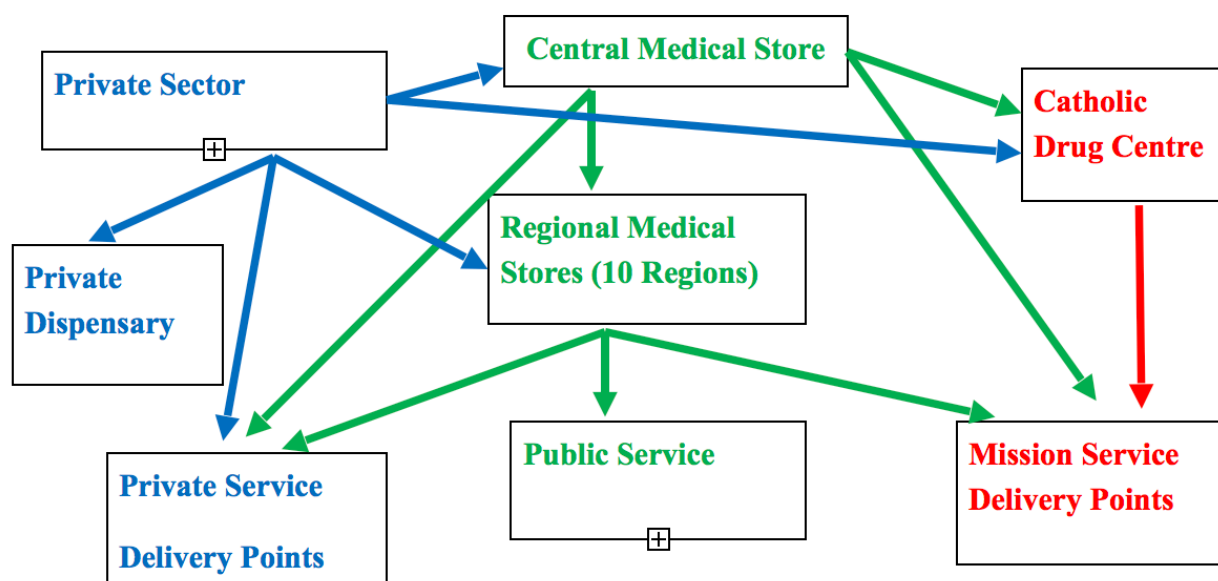 Central Medical Store
Private Sector
Catholic
Drug Centre
Regional Medical
Stores (10 Regions)
Private
Dispensary
Private Service
Delivery Points
Public Service
Mission Service
Delivery Points